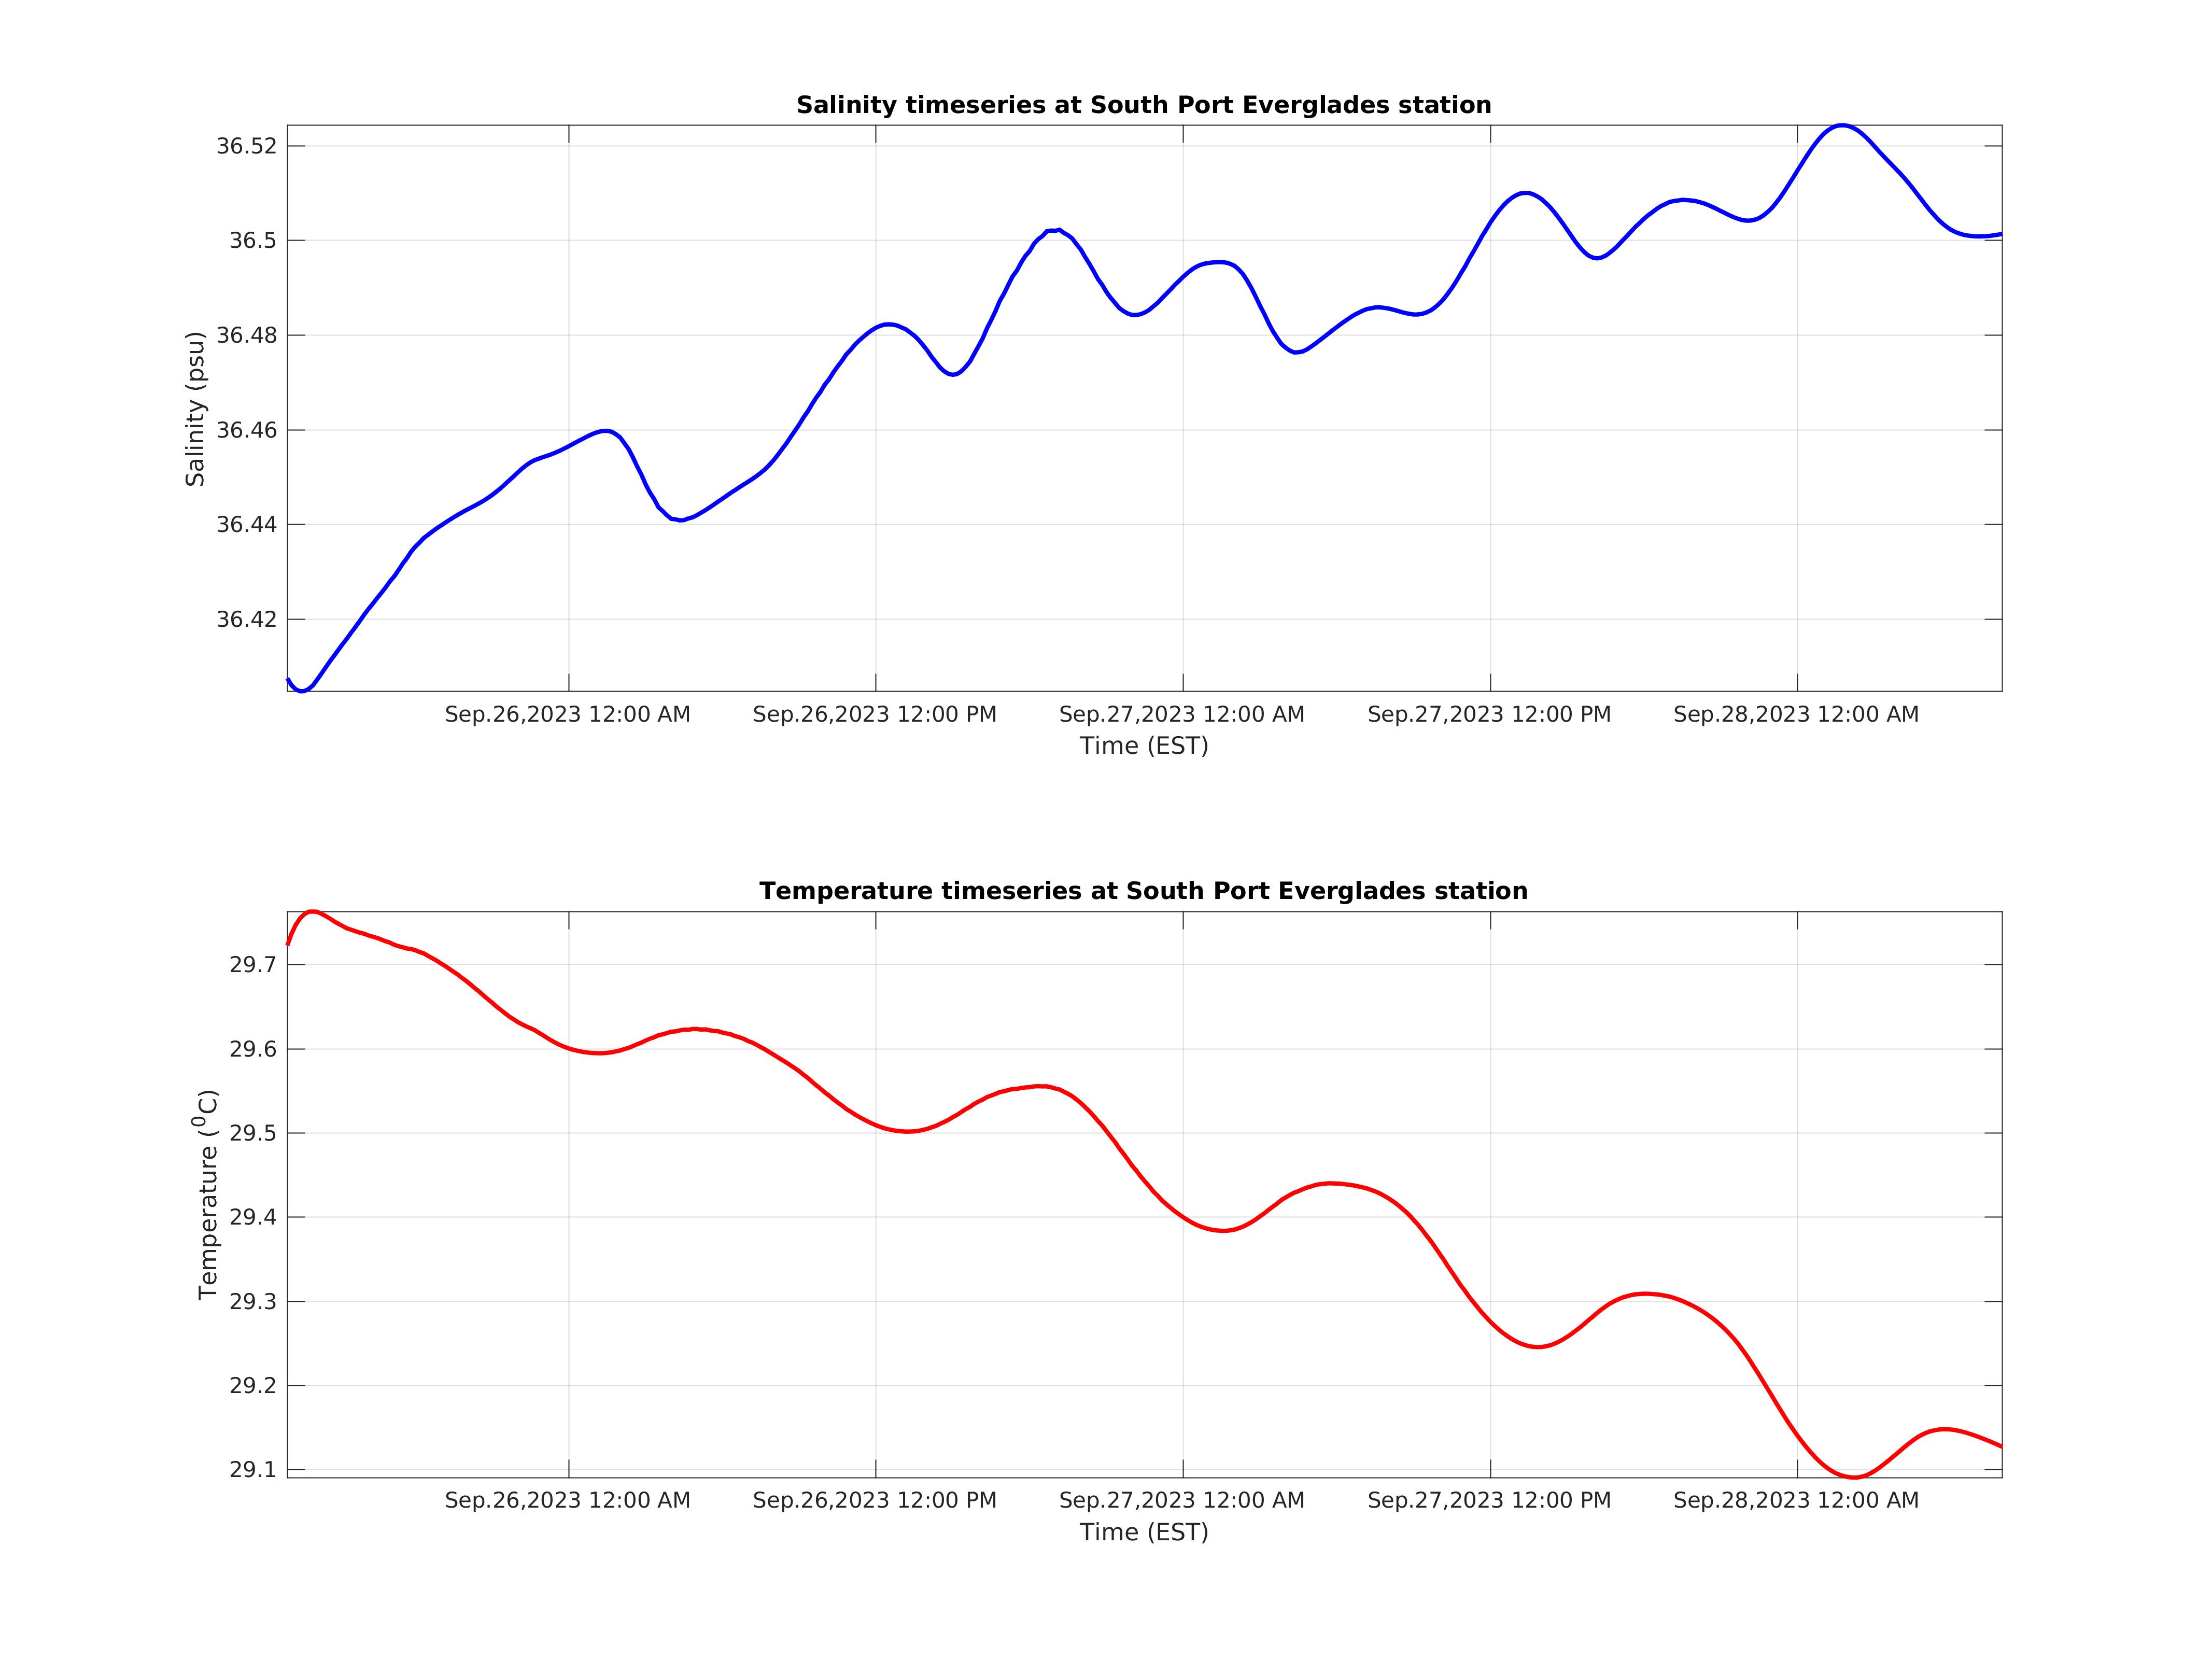 Salinity timeseries at South Port Everglades station
36.52
36.5
36.48
36.46
36.44
36.42
Salinity (psu)
Sep.26,2023 12:00 AM Sep.26,2023 12:00 PM Sep.27,2023 12:00 AM Sep.27,2023 12:00 PM Sep.28,2023 12:00 AM
Time (EST)
Temperature timeseries at South Port Everglades station
29.7
29.6
29.5
29.4
29.3
29.2
29.1
Temperature (⁰C)
Sep.26,2023 12:00 AM Sep.26,2023 12:00 PM Sep.27,2023 12:00 AM Sep.27,2023 12:00 PM Sep.28,2023 12:00 AM
Time (EST)